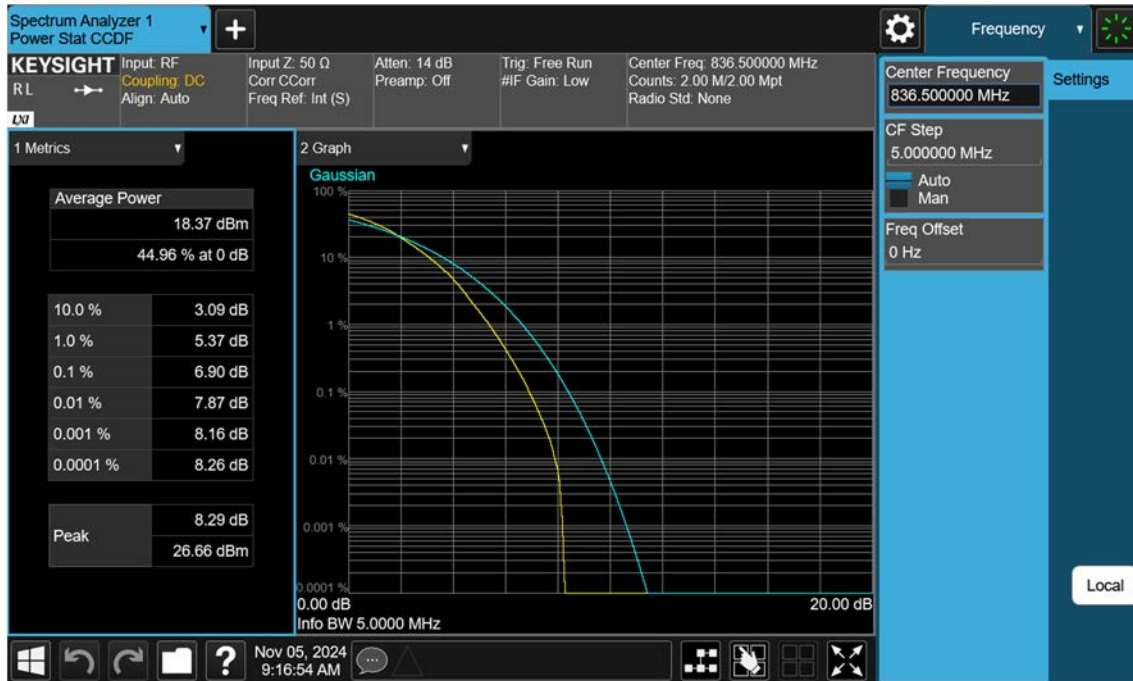 Spectrum Analyzer 1
Power Stat CCDF
Frequency
KEYSIGHT
RL
LXI
Input: RF
Coupling: DC
Align: Auto
Input Z: 50 Ω
Corr CCorr
Freq Ref: Int (S)
Atten: 14 dB
Preamp: Off
Trig: Free Run
#IF Gain: Low
Center Freq: 836.500000 MHz
Counts: 2.00 M/2.00 Mpt
Radio Std: None
Center Frequency
836.500000 MHz
Settings
CF Step
5.000000 MHz
Auto
Man
Freq Offset
0 Hz
Local
1 Metrics
Average Power
18.37 dBm
44.96 % at 0 dB
10.0 % 3.09 dB
1.0 % 5.37 dB
0.1 % 6.90 dB
0.01 % 7.87 dB
0.001 % 8.16 dB
0.0001 % 8.26 dB
Peak
8.29 dB
26.66 dBm
2 Graph
Gaussian
100 %
10 %
1 %
0.1 %
0.01 %
0.001 %
0.0001 %
0.00 dB 20.00 dB
Info BW 5.0000 MHz
?
Nov 05, 2024
9:16:54 AM